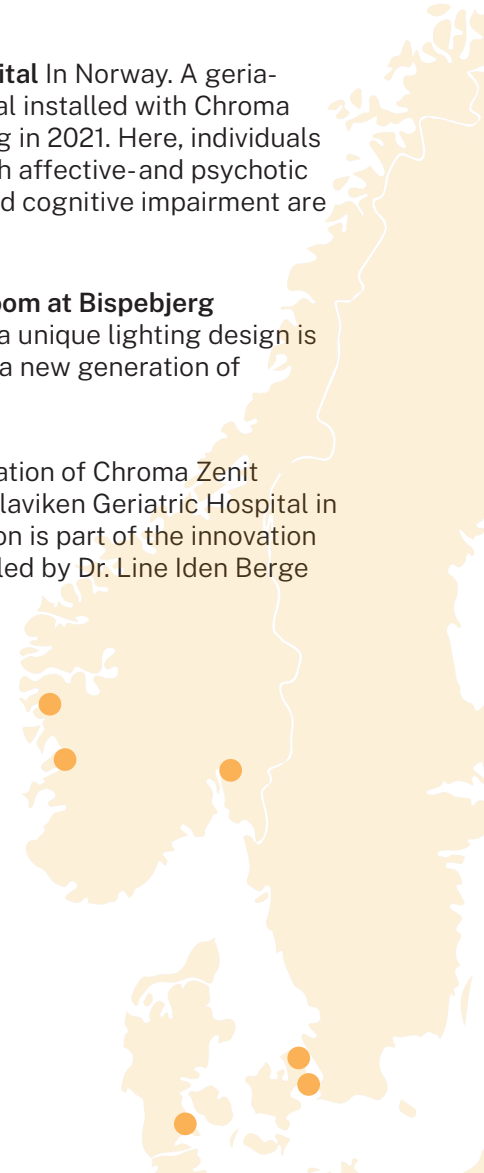 ital In Norway. A geria-
al installed with Chroma
g in 2021. Here, individuals
h affective- and psychotic
d cognitive impairment are
oom at Bispebjerg
a unique lighting design is
a new generation of
ation of Chroma Zenit
laviken Geriatric Hospital in
on is part of the innovation
led by Dr. Line Iden Berge